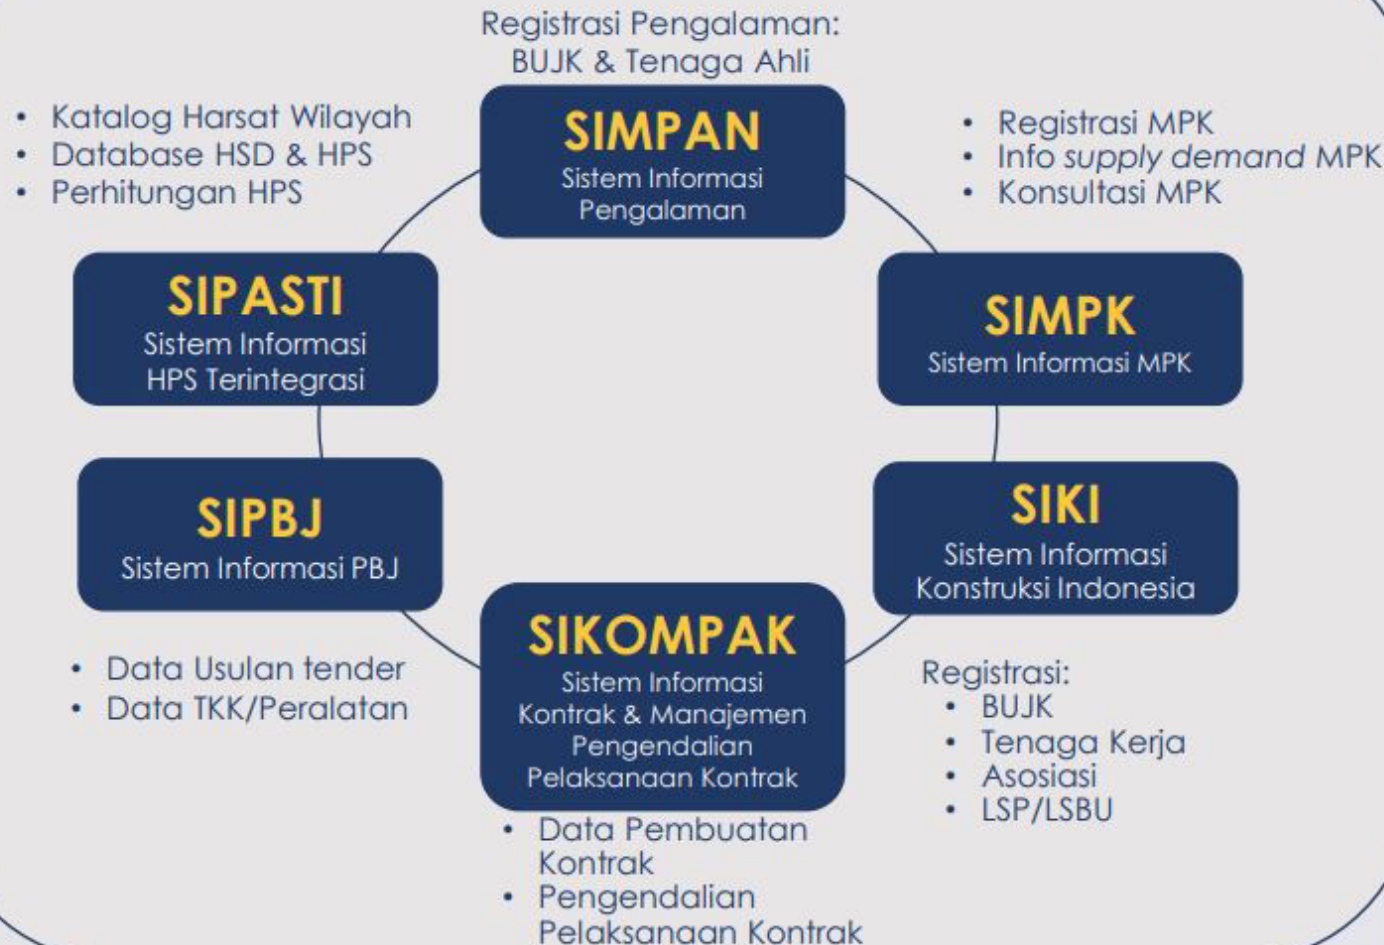 Registrasi Pengalaman:
BUJK & Tenaga Ahli
SIMPAN
Sistem Informasi
Pengalaman
• Katalog Harsat Wilayah
• Database HSD & HPS
• Perhitungan HPS
SIPASTI
Sistem Informasi
HPS Terintegrasi
• Registrasi MPK
• Info supply demand MPK
• Konsultasi MPK
SIMPK
Sistem Informasi MPK
SIPBJ
Sistem Informasi PBJ
• Data Usulan tender
• Data TKK/Peralatan
SIKI
Sistem Informasi
Konstruksi Indonesia
Registrasi:
• BUJK
• Tenaga Kerja
• Asosiasi
• LSP/LSBU
SIKOMPAK
Sistem Informasi
Kontrak & Manajemen
Pengendalian
Pelaksanaan Kontrak
• Data Pembuatan
Kontrak
• Pengendalian
Pelaksanaan Kontrak